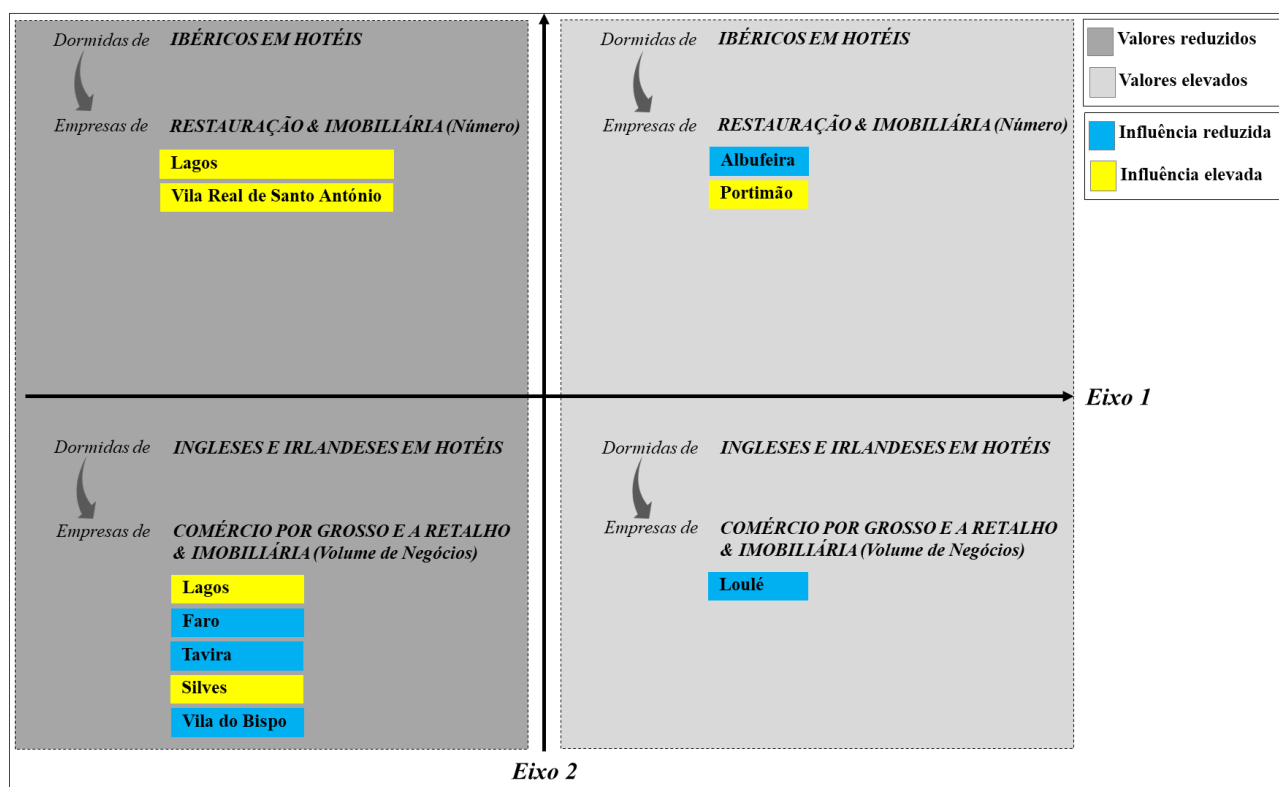 Dormidas de IBÉRICOS EM HOTÉIS
Empresas de RESTAURAÇÃO & IMOBILIÁRIA (Número)
Lagos
Vila Real de Santo António
Dormidas de IBÉRICOS EM HOTÉIS
Empresas de RESTAURAÇÃO & IMOBILIÁRIA (Número)
Albufeira
Portimão
Valores reduzidos
Valores elevados
Influência reduzida
Influência elevada
Eixo 1
Dormidas de INGLESES E IRLANDESES EM HOTÉIS
Empresas de COMÉRCIO POR GROSSO E A RETALHO
& IMOBILIÁRIA (Volume de Negócios)
Lagos
Faro
Tavira
Silves
Vila do Bispo
Dormidas de INGLESES E IRLANDESES EM HOTÉIS
Empresas de COMÉRCIO POR GROSSO E A RETALHO
& IMOBILIÁRIA (Volume de Negócios)
Loulé
Eixo 2